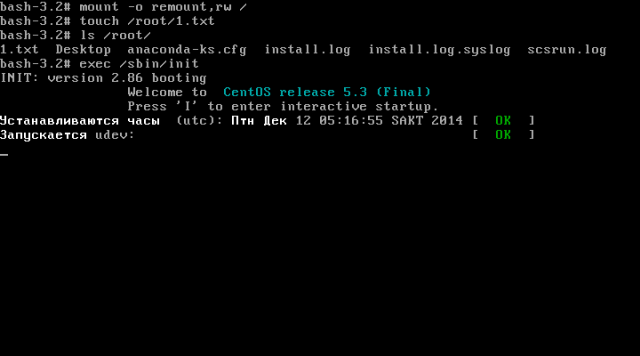 bash-3.2# mount -o remount,rw /
bash-3.2# touch /root/1.txt
bash-3.2# ls /root/
1.txt  Desktop  anaconda-ks.cfg  install.log  install.log.syslog  scsrun.log
bash-3.2# exec /sbin/init
INIT: version 2.86 booting
Welcome to  CentOS release 5.3 (Final)
Press 'I' to enter interactive startup.
Устанавливаются часы  (utc): Птн Дек 12 05:16:55 SAKT 2014 [  OK  ]
Запускается udev: [  OK  ]